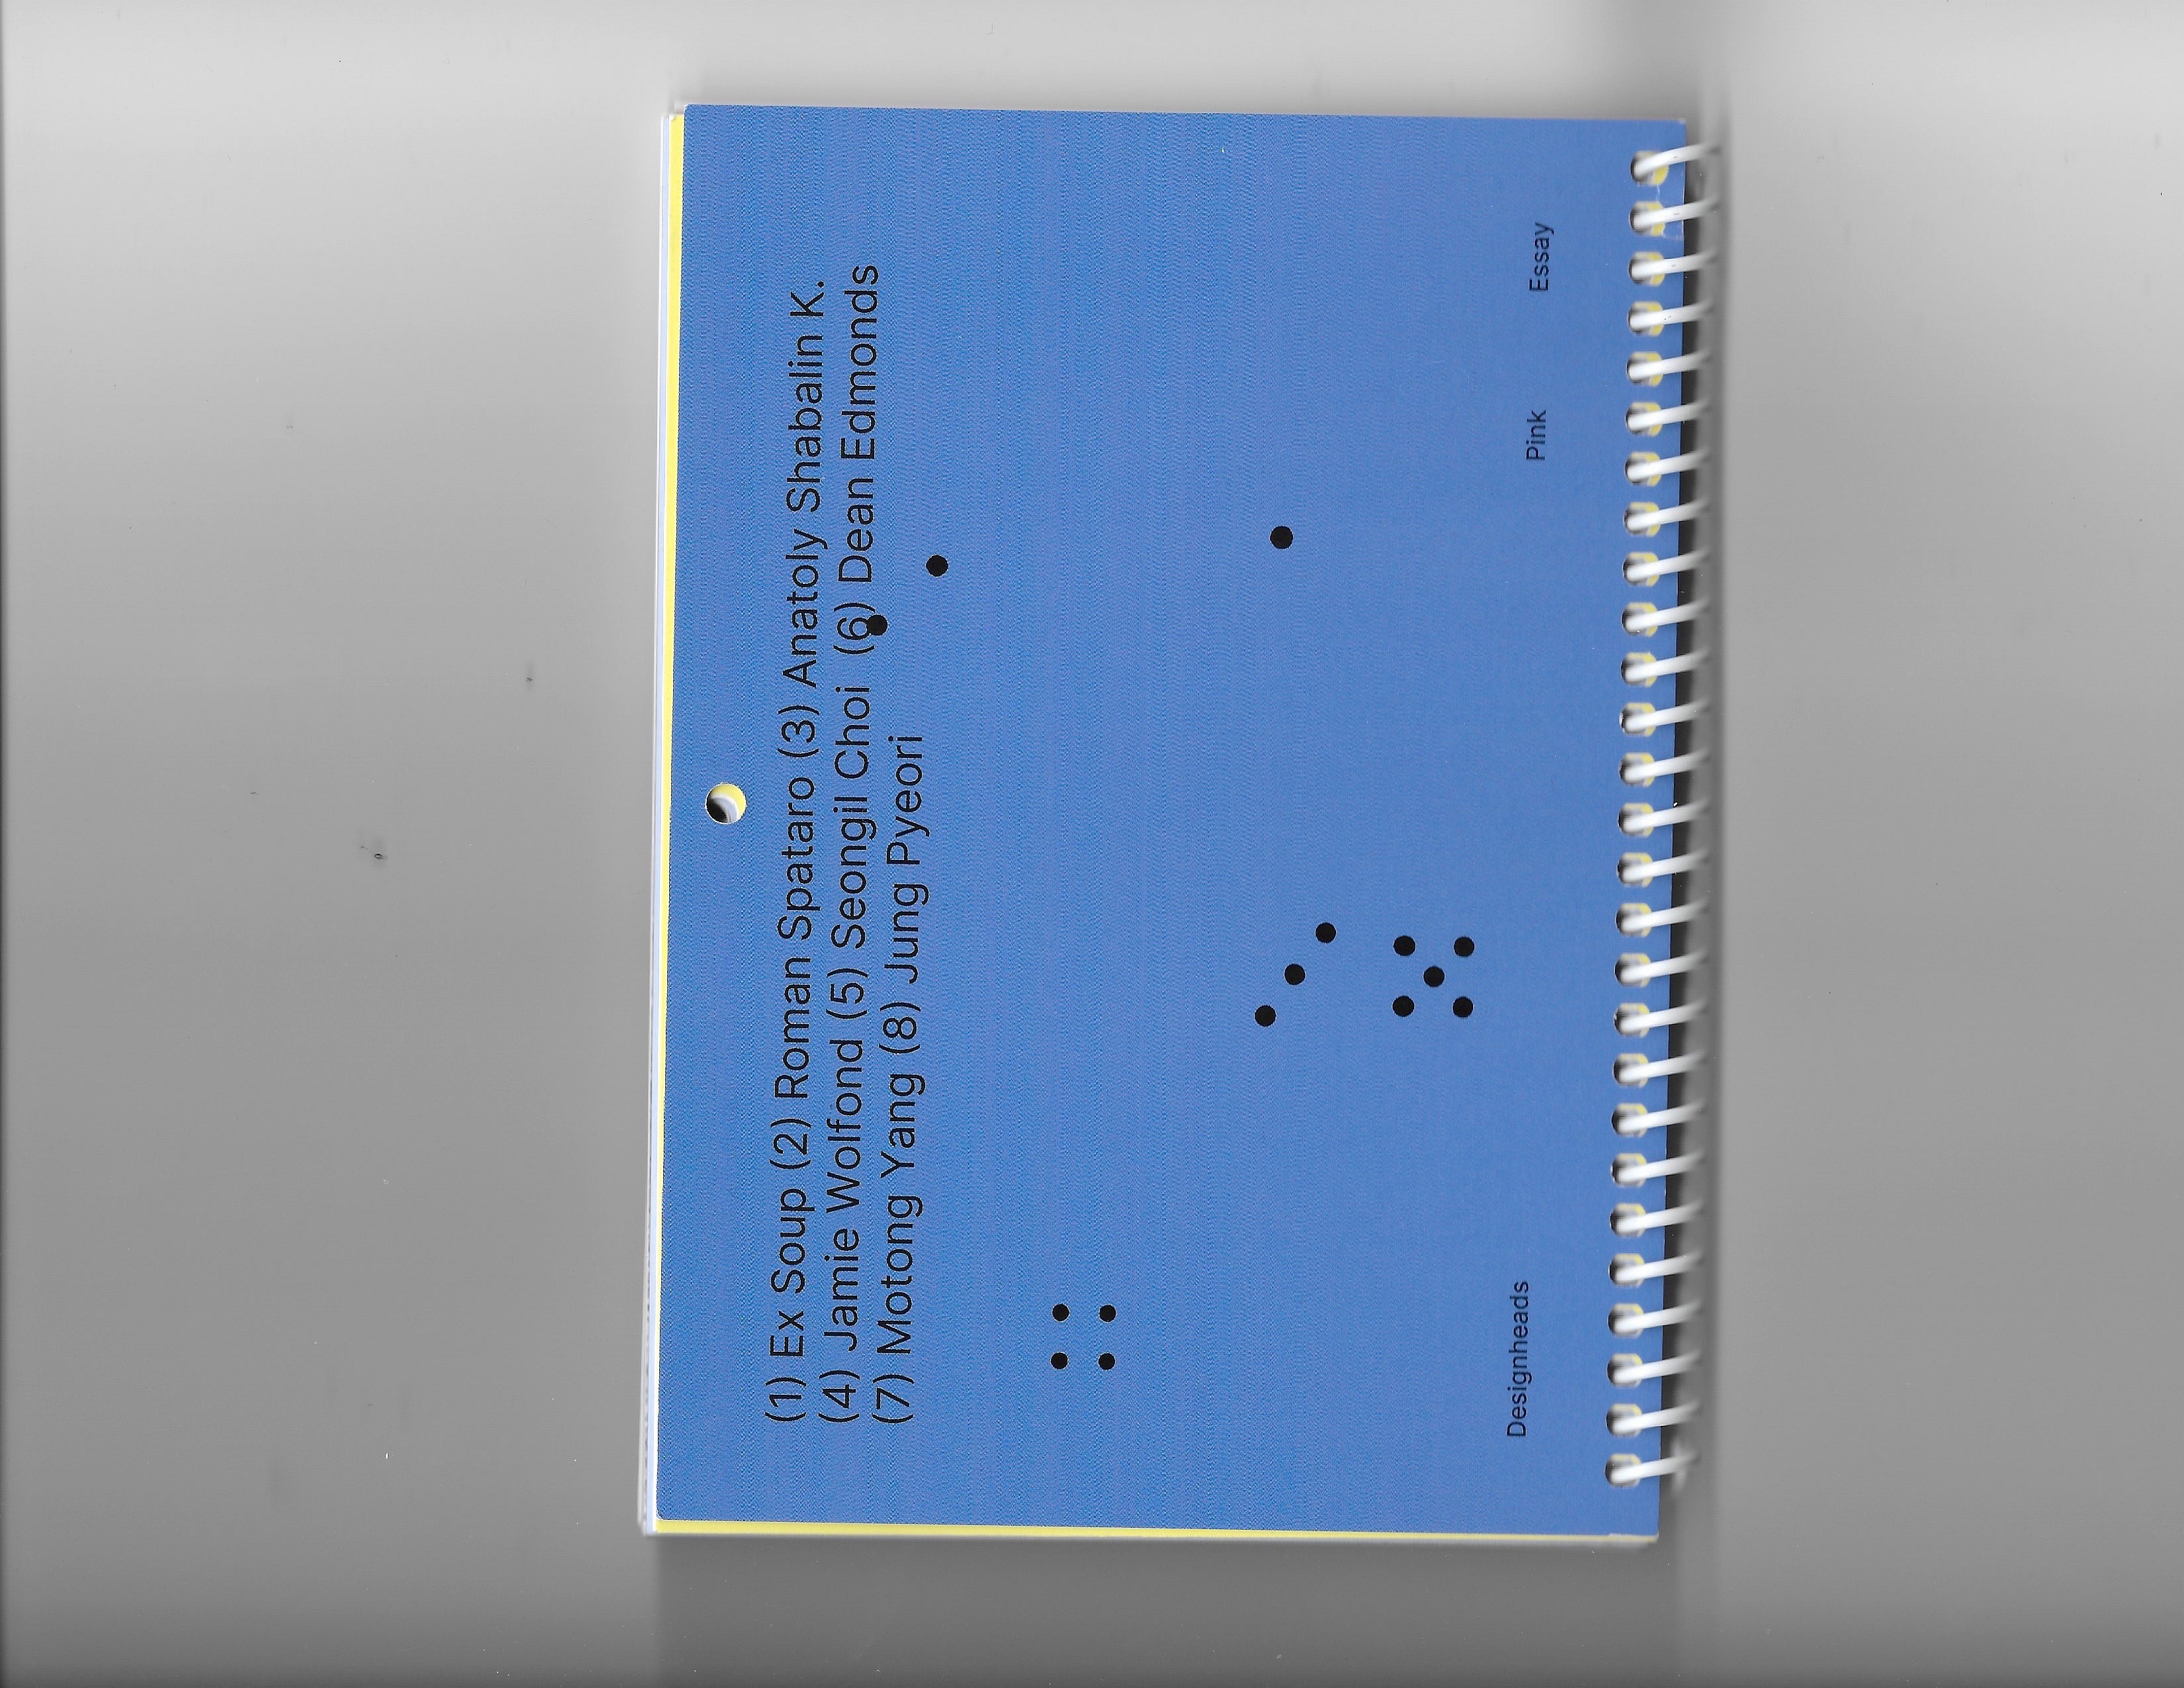 (1) Ex Soup (2) Roman Spataro (3) Anatoly Shabalin K.
(4) Jamie Wolfond (5) Seongil Choi (6) Dean Edmonds
(7) Motong Yang (8) Jung Pyeori
Designheads
Pink
Essay